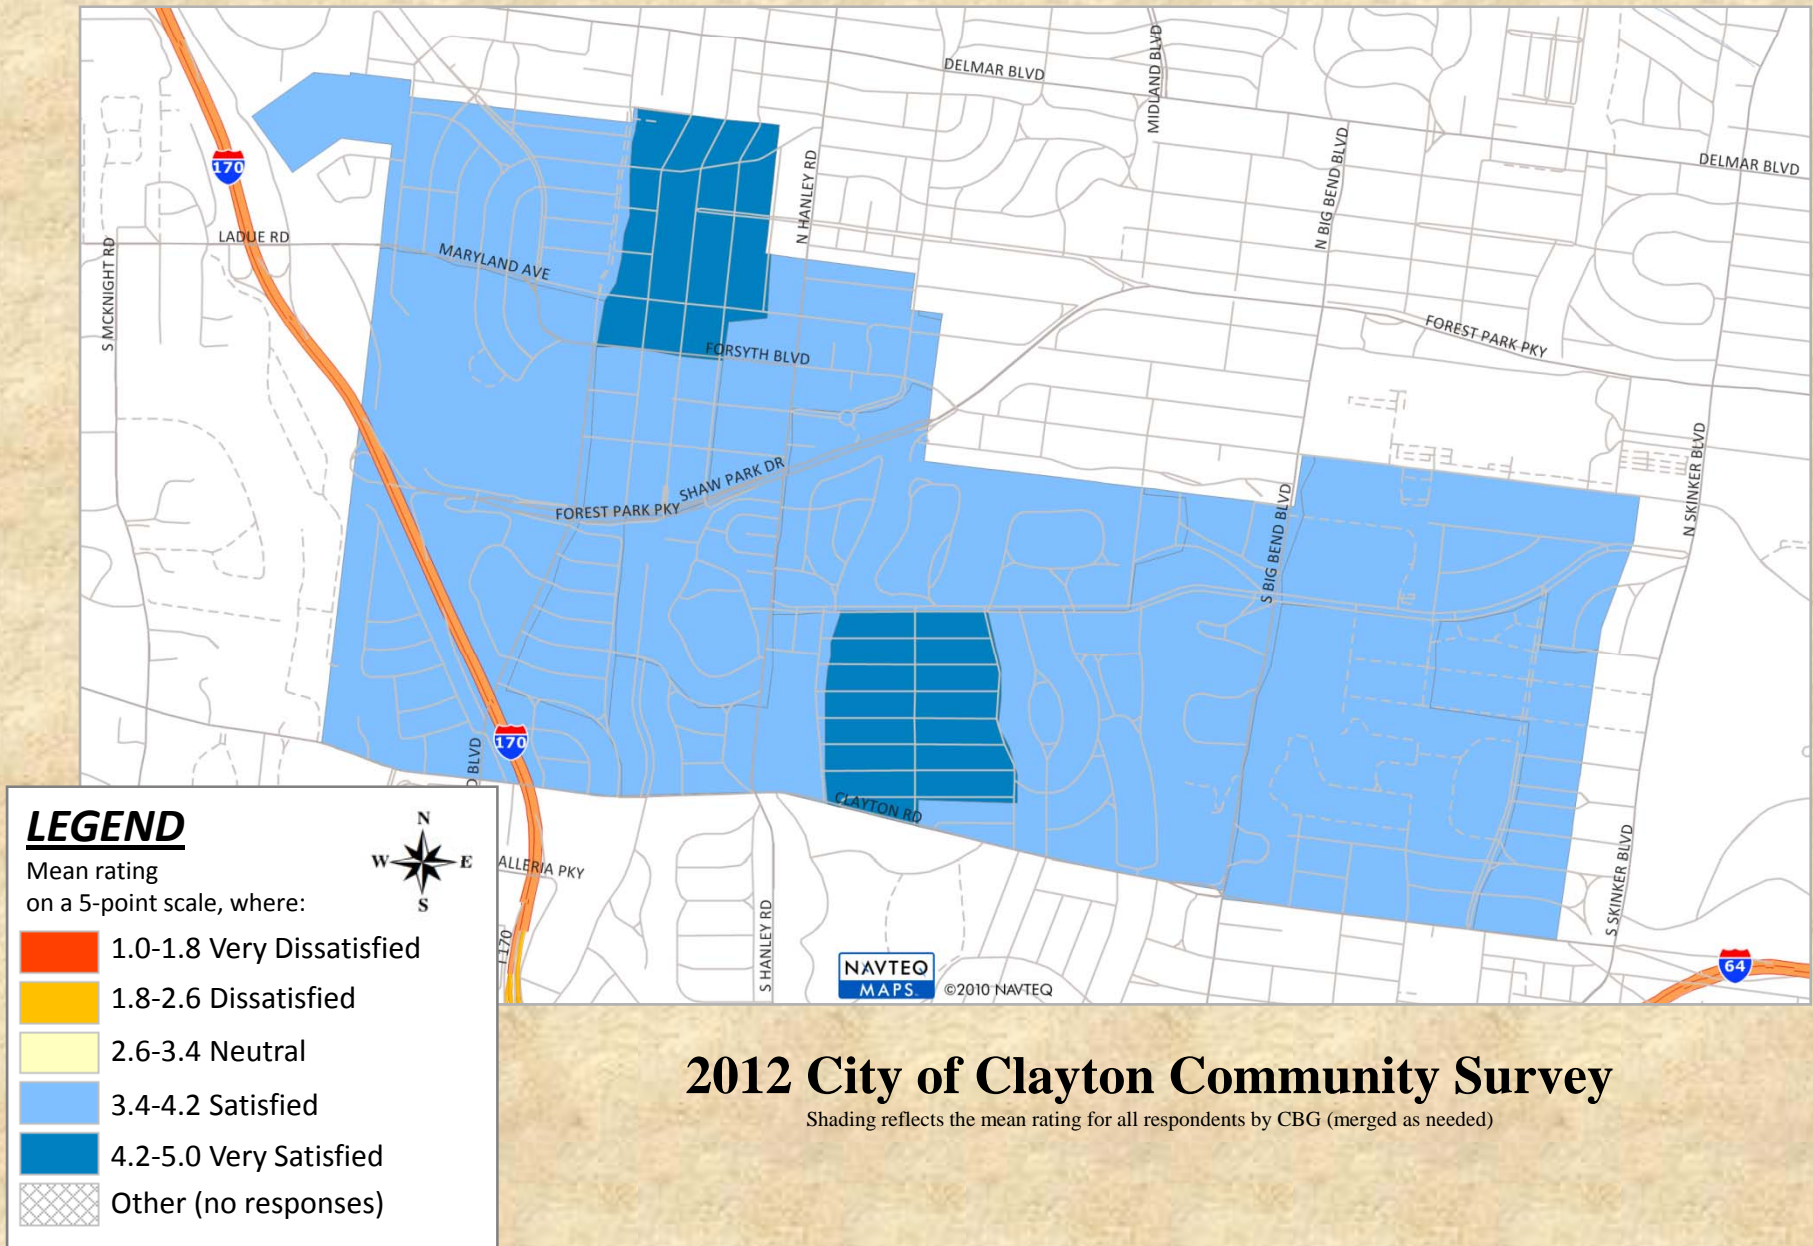 DELMAR BLVD
MIDLAND BLVD
N BIG BEND BLVD
DELMAR BLVD
170
N HANLEY RD
LADUE RD
S MCKNIGHT RD
MARYLAND AVE
FOREST PARK PKY
FORSYTH BLVD
N SKINKER BLVD
SHAW PARK DR
FOREST PARK PKY
S BIG BEND BLVD
170
D BLVD
CLAYTON RD
ALLERIA PKY
S SKINKER BLVD
S HANLEY RD
I 170
64
NAVTEQ
MAPS
©2010 NAVTEQ
LEGEND
N
W E
S
Mean rating
on a 5-point scale, where:
1.0-1.8 Very Dissatisfied
1.8-2.6 Dissatisfied
2.6-3.4 Neutral
3.4-4.2 Satisfied
4.2-5.0 Very Satisfied
Other (no responses)
2012 City of Clayton Community Survey
Shading reflects the mean rating for all respondents by CBG (merged as needed)